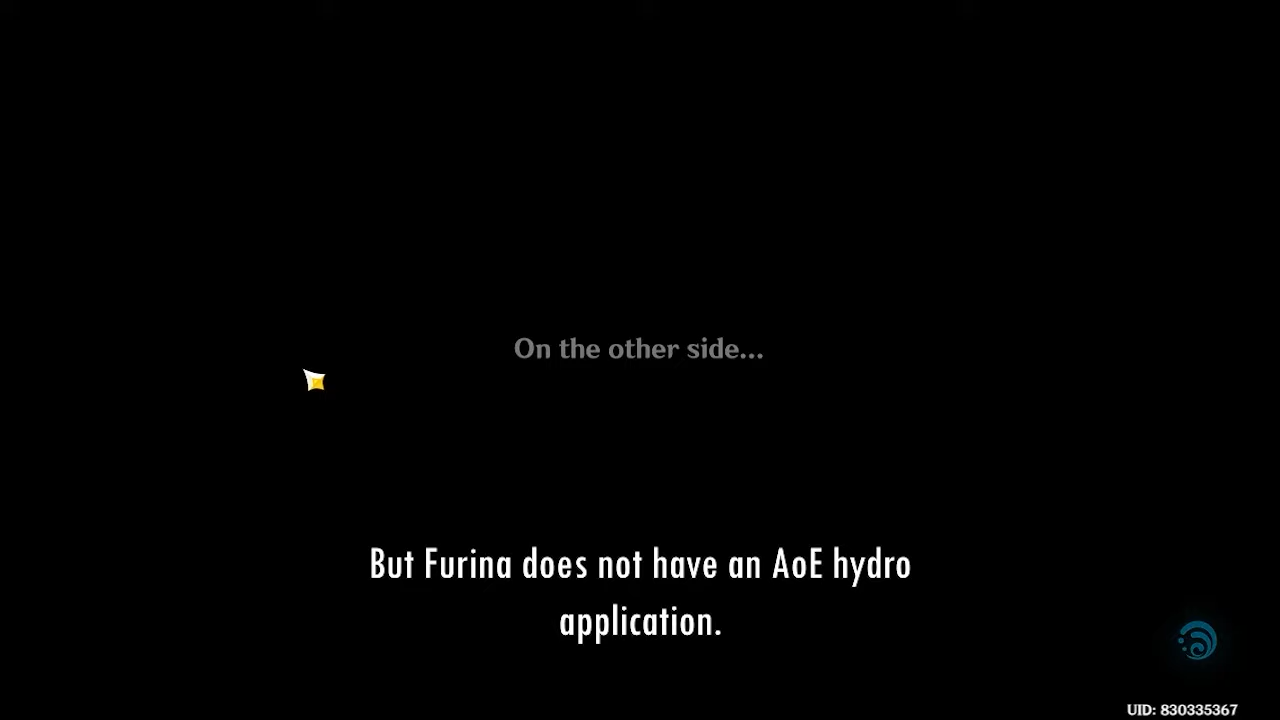 On the other side...
But Furina does not have an AoE hydro
application.
UID: 830335367